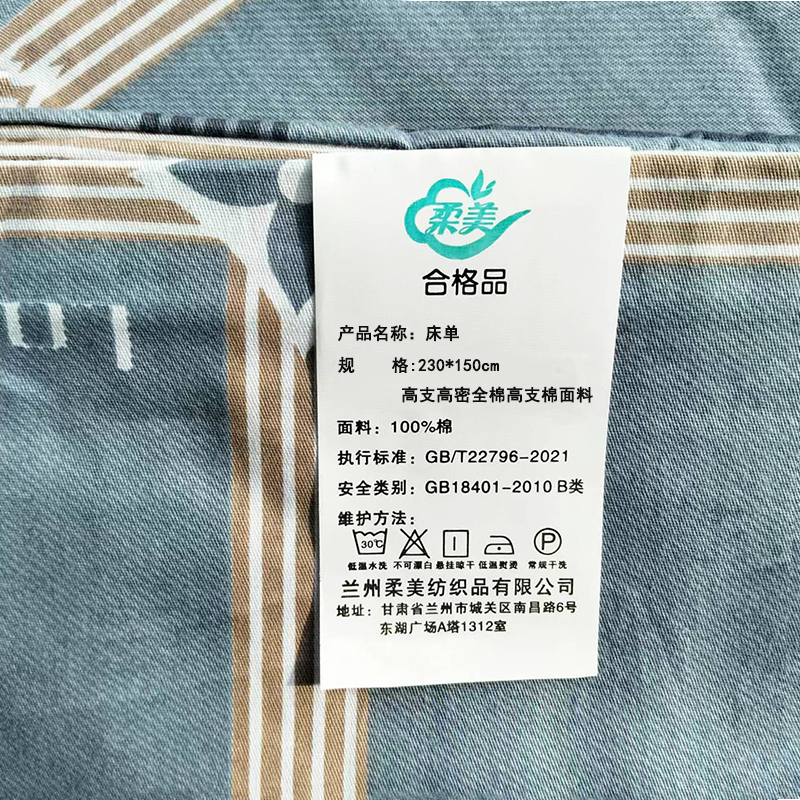 柔美
合格品
产品名称：床单
规 格:230*150cm
高支高密全棉高支棉面料
面料：100%棉
执行标准：GB/T22796-2021
安全类别：GB18401-2010 B类
维护方法：
30℃ P
低温水洗 不可漂白 悬挂晾干 低温熨烫 常规干洗
兰州柔美纺织品有限公司
地址：甘肃省兰州市城关区南昌路6号
东湖广场A塔1312室